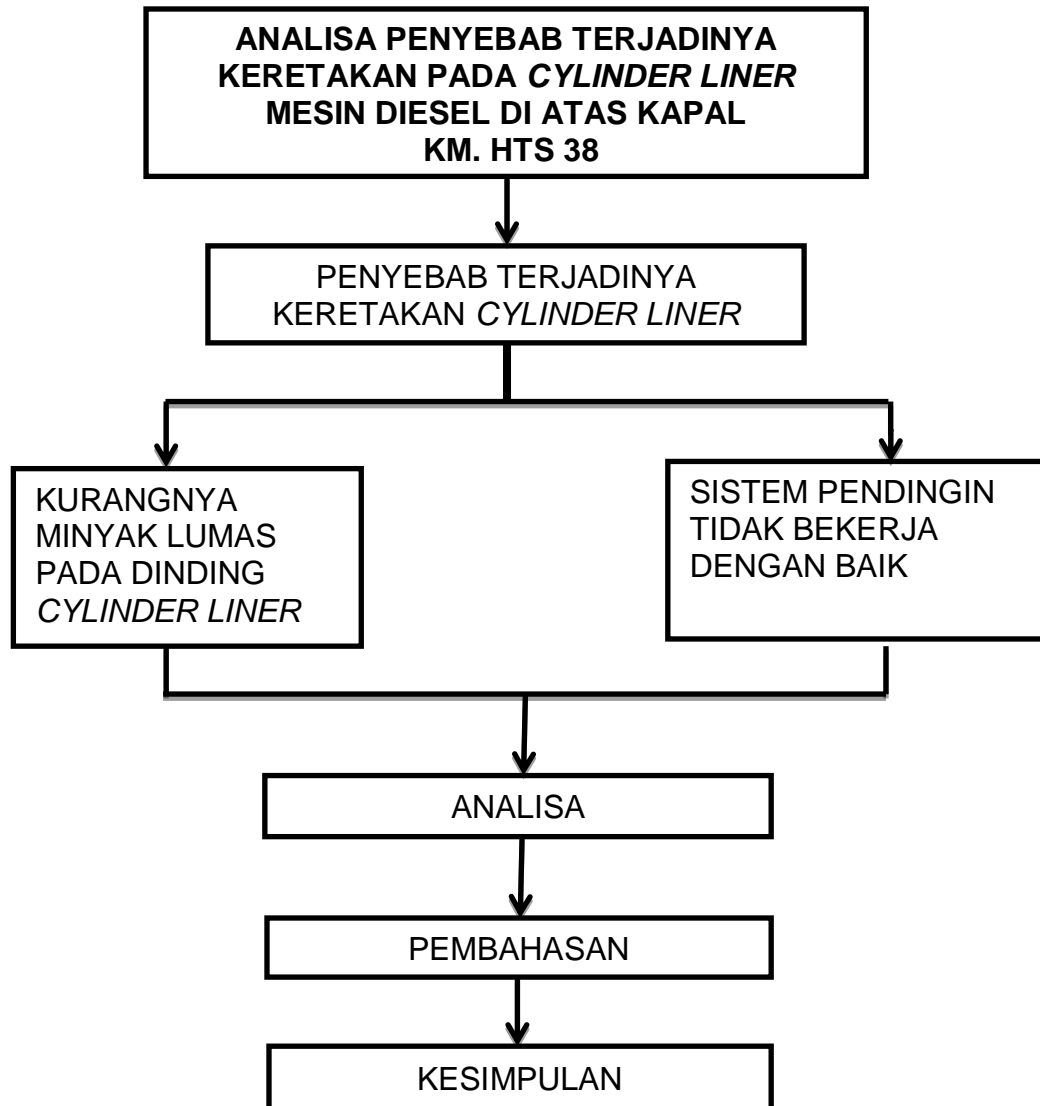 ANALISA PENYEBAB TERJADINYA
KERETAKAN PADA CYLINDER LINER
MESIN DIESEL DI ATAS KAPAL
KM. HTS 38
PENYEBAB TERJADINYA
KERETAKAN CYLINDER LINER
KURANGNYA
MINYAK LUMAS
PADA DINDING
CYLINDER LINER
SISTEM PENDINGIN
TIDAK BEKERJA
DENGAN BAIK
ANALISA
PEMBAHASAN
KESIMPULAN